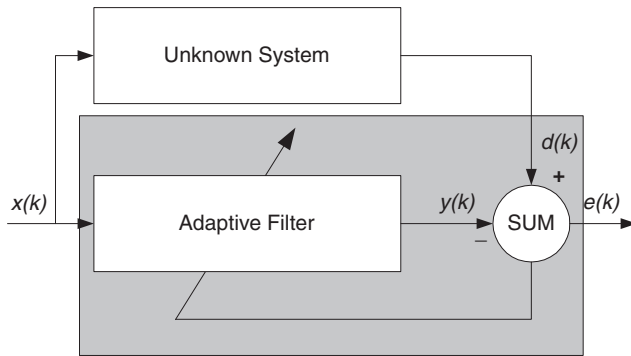 Unknown System
d(k)
+
x(k)
Adaptive Filter
y(k)
–
SUM
e(k)